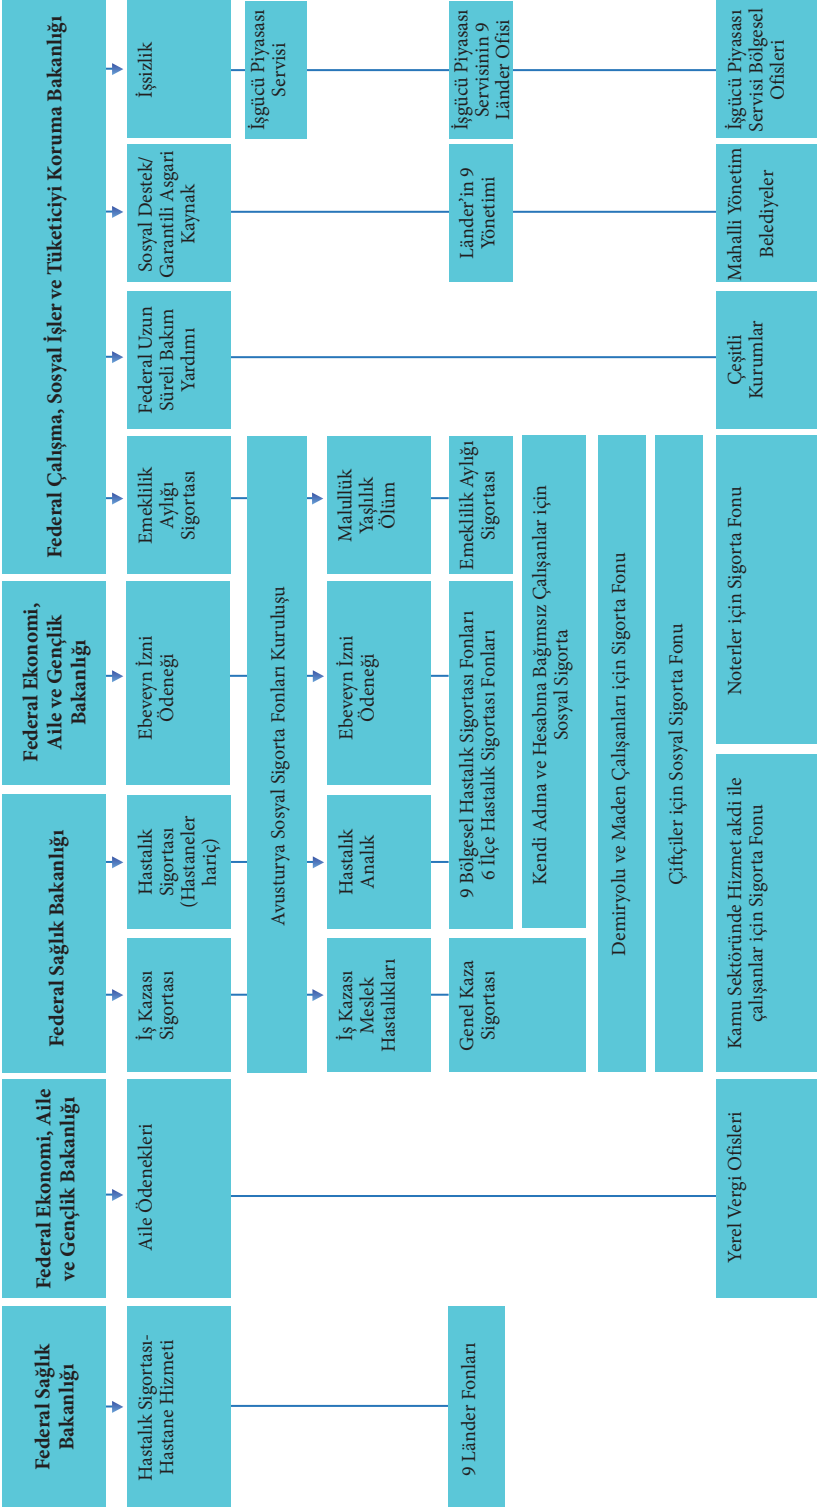 Federal Sağlık
Bakanlığı
Federal Ekonomi, Aile
ve Gençlik Bakanlığı
Federal Sağlık Bakanlığı
Federal Ekonomi,
Aile ve Gençlik
Bakanlığı
Federal Çalışma, Sosyal İşler ve Tüketiciyi Koruma Bakanlığı
Hastalık Sigortası-
Hastane Hizmeti
Aile Ödenekleri
İş Kazası
Sigortası
Hastalık
Sigortası
(Hastaneler
hariç)
Ebeveyn İzni
Ödeneği
Emeklilik
Aylığı
Sigortası
Federal Uzun
Süreli Bakım
Yardımı
Sosyal Destek/
Garantili Asgari
Kaynak
İşsizlik
Avusturya Sosyal Sigorta Fonları Kuruluşu
İşgücü Piyasası
Servisi
İş Kazası
Meslek
Hastalıkları
Hastalık
Analık
Ebeveyn İzni
Ödeneği
Malullük
Yaşlılık
Ölüm
9 Länder Fonları
Genel Kaza
Sigortası
9 Bölgesel Hastalık Sigortası Fonları
6 İlçe Hastalık Sigortası Fonları
Emeklilik Aylığı
Sigortası
Länder’in 9
Yönetimi
İşgücü Piyasası
Servisinin 9
Länder Ofisi
Kendi Adına ve Hesabına Bağımsız Çalışanlar için
Sosyal Sigorta
Demiryolu ve Maden Çalışanları için Sigorta Fonu
Çiftçiler için Sosyal Sigorta Fonu
Yerel Vergi Ofisleri
Kamu Sektöründe Hizmet akdi ile
çalışanlar için Sigorta Fonu
Noterler için Sigorta Fonu
Çeşitli
Kurumlar
Mahalli Yönetim
Belediyeler
İşgücü Piyasası
Servisi Bölgesel
Ofisleri